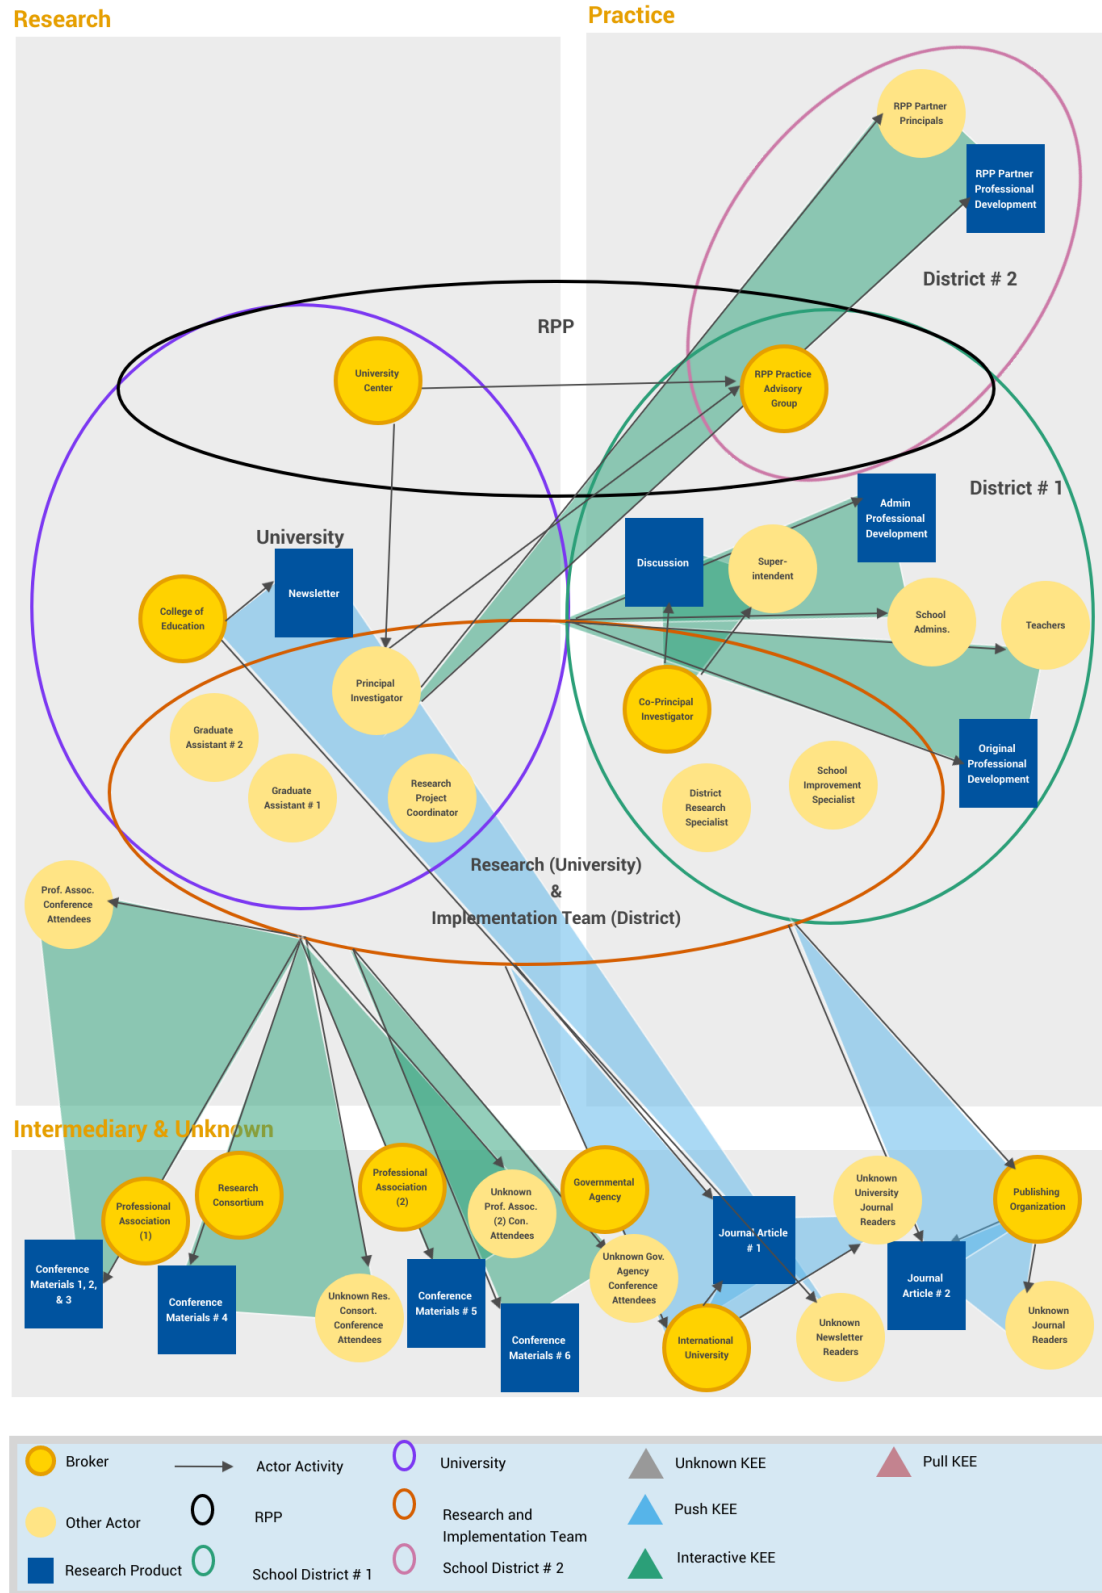 Research
Practice
RPP Partner
Principals
RPP Partner
Professional
Development
District # 2
RPP
University
Center
RPP Practice
Advisory
Group
District # 1
Admin
Professional
Development
University
Newsletter
Discussion
Super-
intendent
College of
Education
School
Admins.
Teachers
Principal
Investigator
Co-Principal
Investigator
Graduate
Assistant # 2
Graduate
Assistant # 1
Research
Project
Coordinator
District
Research
Specialist
School
Improvement
Specialist
Original
Professional
Development
Research (University)
&
Implementation Team (District)
Prof. Assoc.
Conference
Attendees
Intermediary & Unknown
Professional
Association
(1)
Research
Consortium
Professional
Association
(2)
Unknown
Prof. Assoc.
(2) Con.
Attendees
Governmental
Agency
Unknown
University
Journal
Readers
Publishing
Organization
Conference
Materials 1, 2,
& 3
Conference
Materials # 4
Unknown Res.
Consort.
Conference
Attendees
Conference
Materials # 5
Conference
Materials # 6
Unknown Gov.
Agency
Conference
Attendees
International
University
Journal Article
# 1
Unknown
Newsletter
Readers
Journal
Article # 2
Unknown
Journal
Readers
Broker
Actor Activity
University
Unknown KEE
Pull KEE
Other Actor
RPP
Research and
Implementation Team
Push KEE
Research Product
School District # 1
School District # 2
Interactive KEE